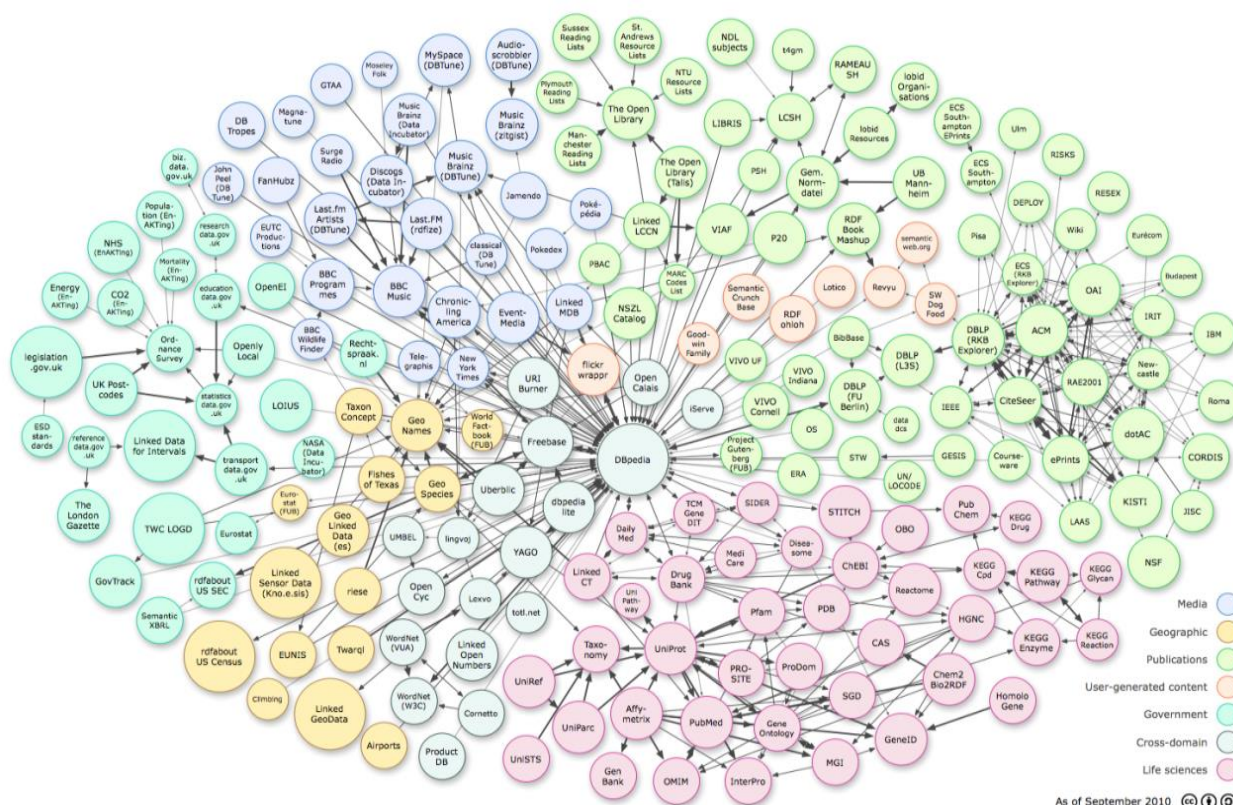 Sussex
Reading
Lists
St.
Andrews
Resource
Lists
NDL
subjects
t4gm
RAMEAU
SH
lobid
Organi-
sations
Audio-
scrobbler
(DBTune)
MySpace
(DBTune)
Moseley
Folk
GTAA
Plymouth
Reading
Lists
NTU
Resource
Lists
The Open
Library
LIBRIS
LCSH
lobid
Resources
ECS
South-
ampton
EPrints
Ulm
Magna-
tune
DB
Tropes
Music
Brainz
(Data
Incubator)
Music
Brainz
(zitgist)
Man-
chester
Reading
Lists
The Open
Library
(Talis)
PSH
Gem.
Norm-
datei
UB
Mann-
heim
ECS
South-
ampton
RISKS
biz.
data.
gov.uk
John
Peel
(DB
Tune)
FanHubz
Surge
Radio
Discogs
(Data In-
cubator)
Music
Brainz
(DBTune)
Jamendo
Poké-
pédia
Linked
LCCN
VIAF
P20
RDF
Book
Mashup
DEPLOY
RESEX
Popula-
tion (En-
AKTing)
research
data.gov
.uk
EUTC
Produc-
tions
Last.fm
Artists
(DBTune)
Last.FM
(rdfize)
classical
(DB
Tune)
Pokedex
PBAC
MARC
Codes
List
semantic
web.org
Pisa
Wiki
Eurécom
NHS
(EnAKTing)
Mortality
(En-
AKTing)
education
data.gov
.uk
OpenEI
BBC
Program-
mes
BBC
Music
Chronic-
ling
America
Event-
Media
Linked
MDB
NSZL
Catalog
Semantic
Crunch
Base
RDF
ohloh
Lotico
Revyu
SW
Dog
Food
ECS
(RKB
Explorer)
OAI
Budapest
Energy
(En-
AKTing)
CO2
(En-
AKTing)
BBC
Wildlife
Finder
Good-
win
Family
DBLP
(RKB
Explorer)
ACM
IRIT
IBM
legislation
.gov.uk
Ord-
nance
Survey
Openly
Local
Recht-
spraak.
nl
Tele-
graphis
New
York
Times
URI
Burner
flickr
wrappr
Open
Calais
VIVO UF
VIVO
Indiana
BibBase
DBLP
(L3S)
RAE2001
New-
castle
UK Post-
codes
statistics
data.gov
.uk
LOIUS
Taxon
Concept
Geo
Names
World
Fact-
book
(FUB)
Freebase
iServe
VIVO
Cornell
DBLP
(FU
Berlin)
data
dcs
IEEE
CiteSeer
Roma
ESD
stan-
dards
reference
data.gov
.uk
Linked Data
for Intervals
transport
data.gov
.uk
NASA
(Data
Incu-
bator)
Fishes
of Texas
Geo
Species
Uberblic
dbpedia
lite
DBpedia
Project
Guten-
berg
(FUB)
OS
STW
GESIS
Course-
ware
ePrints
dotAC
CORDIS
The
London
Gazette
TWC LOGD
Eurostat
Euro-
stat
(FUB)
Geo
Linked
Data
(es)
UMBEL
lingvoj
YAGO
Daily
Med
TCM
Gene
DIT
SIDER
ERA
UN/
LOCODE
STITCH
Pub
Chem
KEGG
Drug
LAAS
KISTI
JISC
NSF
GovTrack
rdfabout
US SEC
Linked
Sensor Data
(Kno.e.sis)
riese
Open
Cyc
Lexvo
totl.net
Linked
CT
Uni
Path-
way
Drug
Bank
Medi
Care
Disea-
some
ChEBI
OBO
KEGG
Cpd
KEGG
Pathway
KEGG
Glycan
Semantic
XBRL
rdfabout
US Census
EUNIS
Twarql
WordNet
(VUA)
Linked
Open
Numbers
Taxo-
nomy
UniProt
Pfam
PDB
Reactome
HGNC
KEGG
Enzyme
KEGG
Reaction
Climbing
Linked
GeoData
WordNet
(W3C)
Cornetto
UniRef
PRO-
SITE
ProDom
CAS
SGD
Chem2
Bio2RDF
Homolo
Gene
Airports
Product
DB
UniSTS
UniParc
Affy-
metrix
PubMed
Gene
Ontology
GeneID
Gen
Bank
OMIM
InterPro
MGI
Media
Geographic
Publications
User-generated content
Government
Cross-domain
Life sciences
As of September 2010